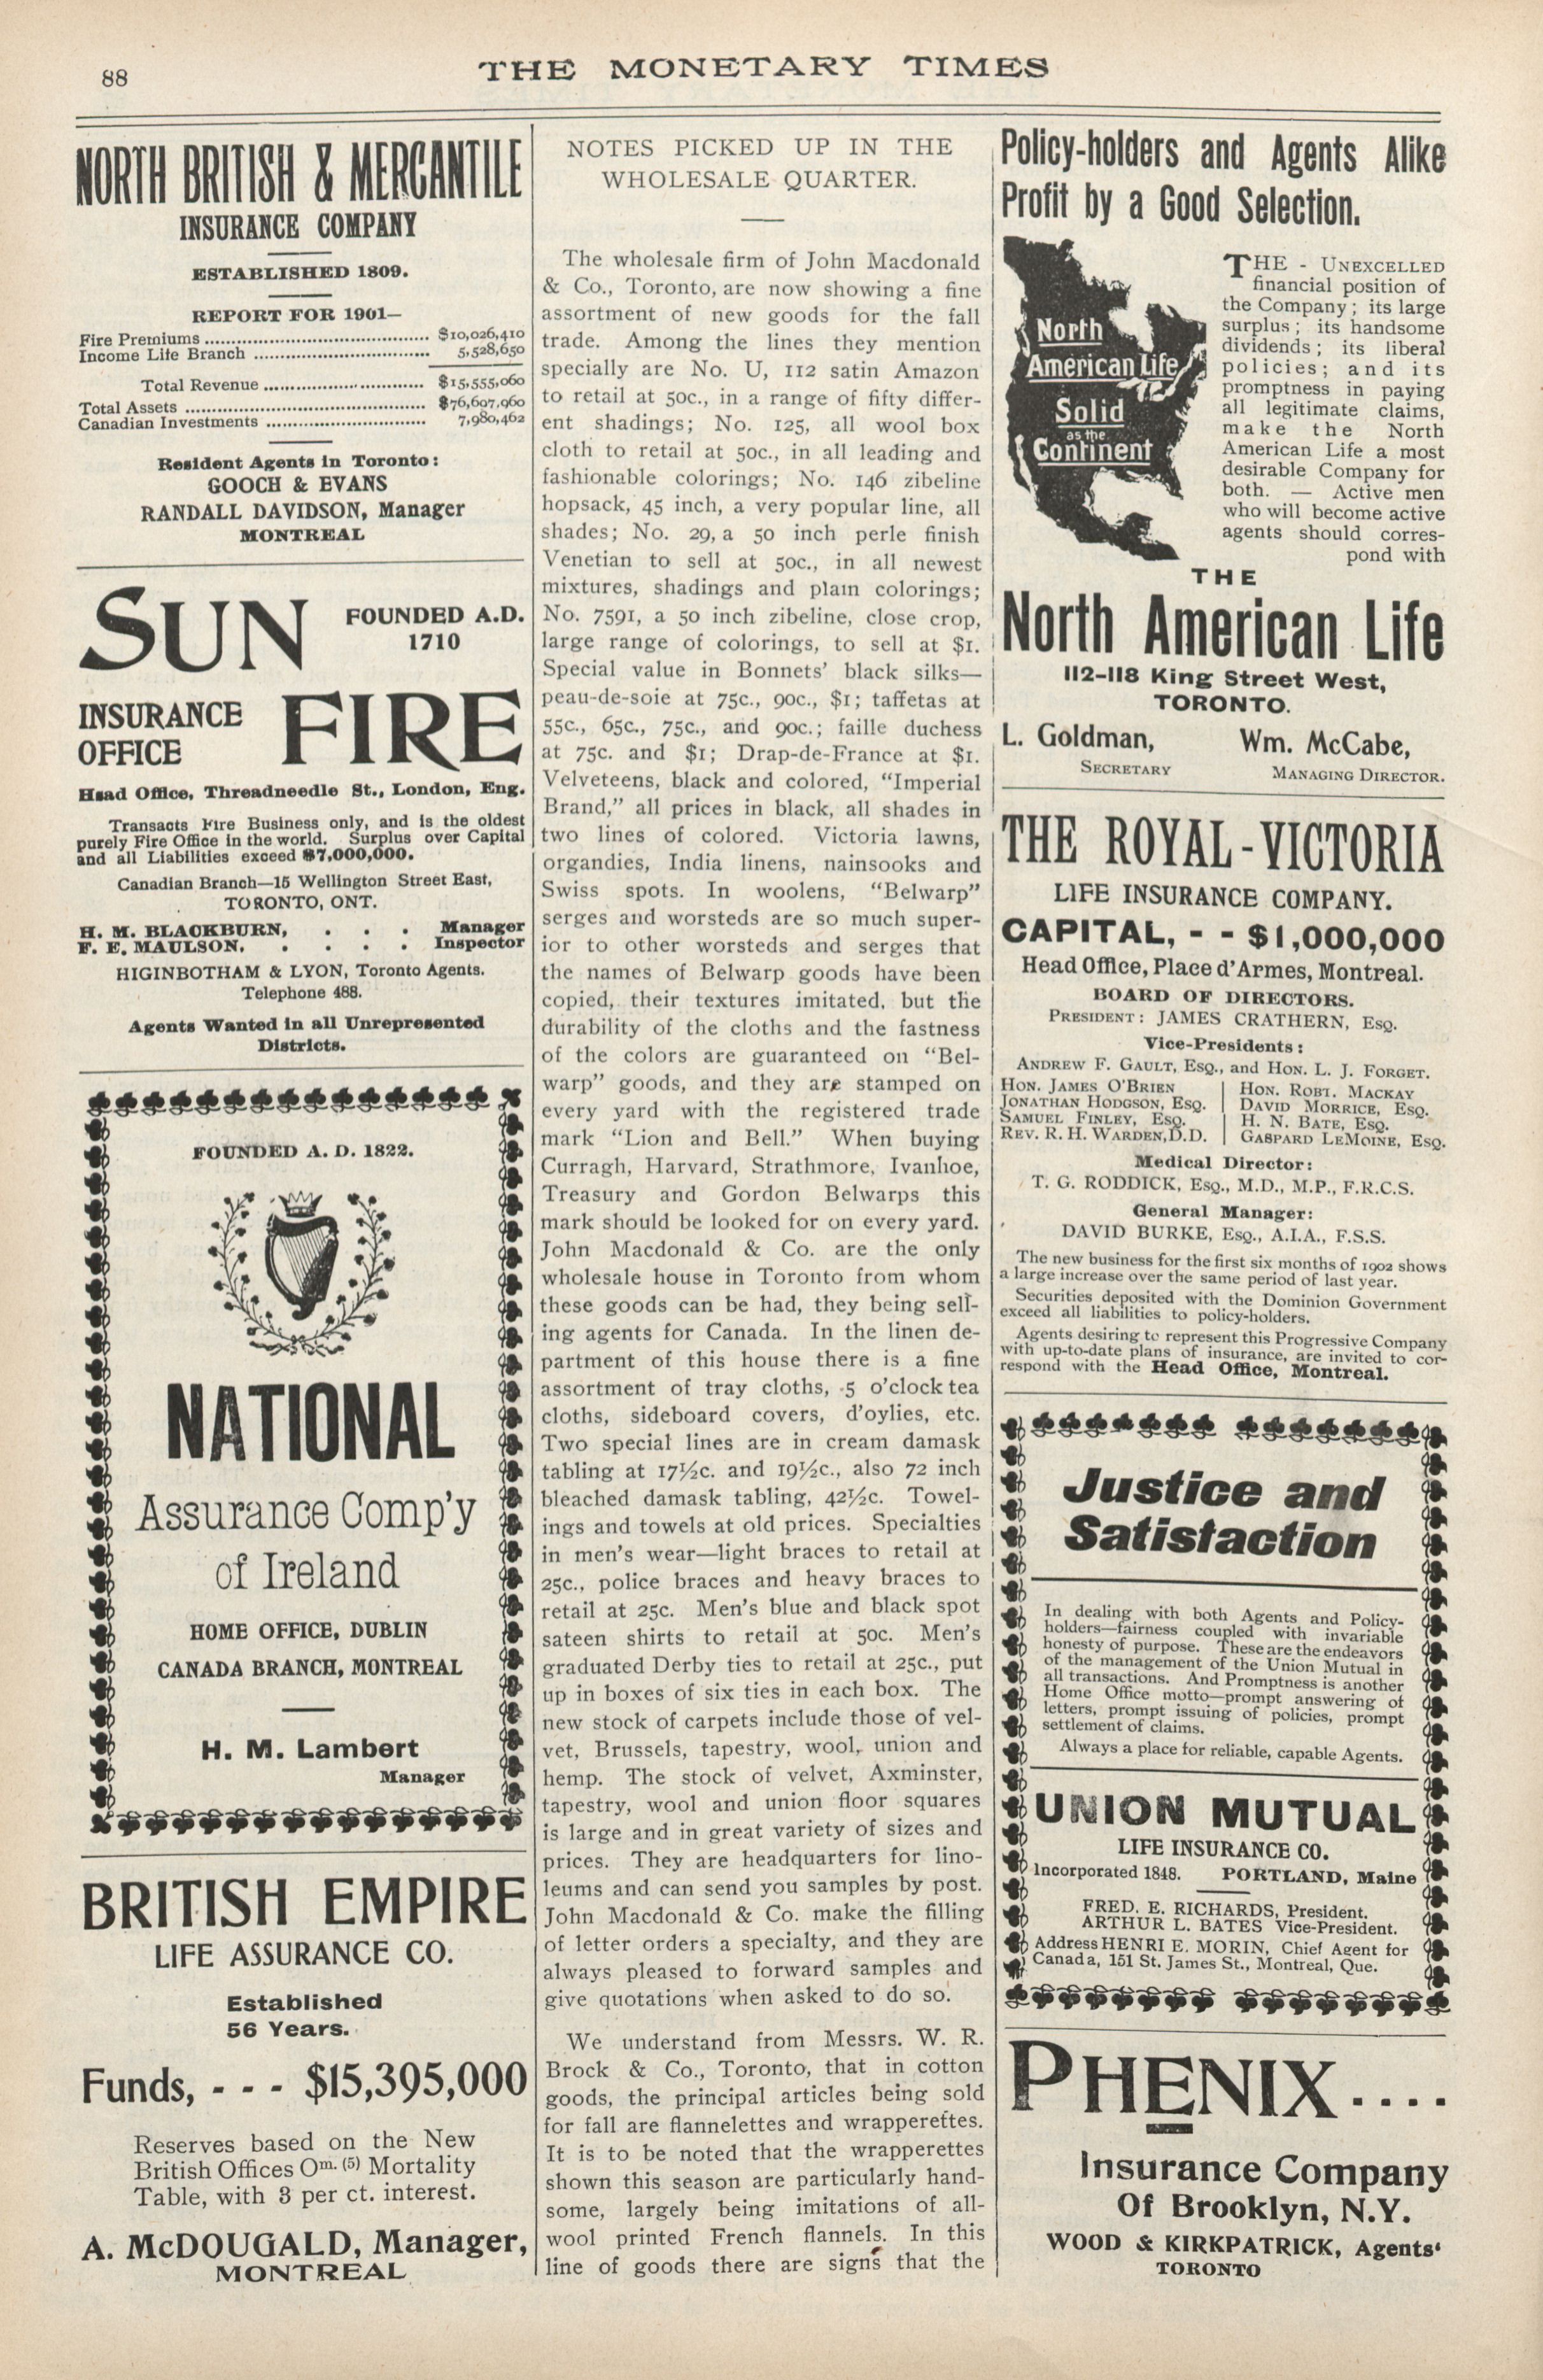 88
THE MONETARY TIMES
NORTH BRITISH & MERCANTILE
INSURANCE COMPANY
ESTABLISHED 1809.
REPORT FOR 1901—
Fire Premiums ............................................ $10,026,410
Income Life Branch .................................. 5,528,650
Total Revenue ............................... $15,555,060
Total Assets ............................................... $76,607,960
Canadian Investments ............................... 7,980,462
Resident Agents in Toronto:
GOOCH & EVANS
RANDALL DAVIDSON, Manager
MONTREAL
SUN FOUNDED A.D.
1710
INSURANCE
OFFICE FIRE
Head Office, Threadneedle St., London, Eng.
Transacts Fire Business only, and is the oldest
purely Fire Office in the world. Surplus over Capital
and all Liabilities exceed $7,000,000.
Canadian Branch—15 Wellington Street East,
TORONTO, ONT.
H. M. BLACKBURN, . . . Manager
F. E. MAULSON, . . . . Inspector
HIGINBOTHAM & LYON, Toronto Agents.
Telephone 488.
Agents Wanted in all Unrepresented
Districts.
FOUNDED A. D. 1822.
NATIONAL
Assurance Comp'y
of Ireland
HOME OFFICE, DUBLIN
CANADA BRANCH, MONTREAL
H. M. Lambert
Manager
BRITISH EMPIRE
LIFE ASSURANCE CO.
Established
56 Years.
Funds, - - - $15,395,000
Reserves based on the New
British Offices Om. (5) Mortality
Table, with 3 per ct. interest.
A. McDOUGALD, Manager,
MONTREAL
NOTES PICKED UP IN THE
WHOLESALE QUARTER.
The wholesale firm of John Macdonald
& Co., Toronto, are now showing a fine
assortment of new goods for the fall
trade. Among the lines they mention
specially are No. U, 112 satin Amazon
to retail at 50c., in a range of fifty differ-
ent shadings; No. 125, all wool box
cloth to retail at 50c., in all leading and
fashionable colorings; No. 146 zibeline
hopsack, 45 inch, a very popular line, all
shades; No. 29, a 50 inch perle finish
Venetian to sell at 50c., in all newest
mixtures, shadings and plain colorings;
No. 7591, a 50 inch zibeline, close crop,
large range of colorings, to sell at $1.
Special value in Bonnets' black silks—
peau-de-soie at 75c., 90c., $1; taffetas at
55c., 65c., 75c., and 90c.; faille duchess
at 75c. and $1; Drap-de-France at $1.
Velveteens, black and colored, "Imperial
Brand," all prices in black, all shades in
two lines of colored. Victoria lawns,
organdies, India linens, nainsooks and
Swiss spots. In woolens, "Belwarp"
serges and worsteds are so much super-
ior to other worsteds and serges that
the names of Belwarp goods have been
copied, their textures imitated, but the
durability of the cloths and the fastness
of the colors are guaranteed on "Bel-
warp" goods, and they are stamped on
every yard with the registered trade
mark "Lion and Bell." When buying
Curragh, Harvard, Strathmore, Ivanhoe,
Treasury and Gordon Belwarps this
mark should be looked for on every yard.
John Macdonald & Co. are the only
wholesale house in Toronto from whom
these goods can be had, they being sell-
ing agents for Canada. In the linen de-
partment of this house there is a fine
assortment of tray cloths, 5 o'clock tea
cloths, sideboard covers, d'oylies, etc.
Two special lines are in cream damask
tabling at 17½c. and 19½c., also 72 inch
bleached damask tabling, 42½c. Towel-
ings and towels at old prices. Specialties
in men's wear—light braces to retail at
25c., police braces and heavy braces to
retail at 25c. Men's blue and black spot
sateen shirts to retail at 50c. Men's
graduated Derby ties to retail at 25c., put
up in boxes of six ties in each box. The
new stock of carpets include those of vel-
vet, Brussels, tapestry, wool, union and
hemp. The stock of velvet, Axminster,
tapestry, wool and union floor squares
is large and in great variety of sizes and
prices. They are headquarters for lino-
leums and can send you samples by post.
John Macdonald & Co. make the filling
of letter orders a specialty, and they are
always pleased to forward samples and
give quotations when asked to do so.
We understand from Messrs. W. R.
Brock & Co., Toronto, that in cotton
goods, the principal articles being sold
for fall are flannelettes and wrapperettes.
It is to be noted that the wrapperettes
shown this season are particularly hand-
some, largely being imitations of all-
wool printed French flannels. In this
line of goods there are signs that the
Policy-holders and Agents Alike
Profit by a Good Selection.
North
American Life
Solid
as the
Continent
THE - UNEXCELLED
financial position of
the Company; its large
surplus; its handsome
dividends; its liberal
policies; and its
promptness in paying
all legitimate claims,
make the North
American Life a most
desirable Company for
both. — Active men
who will become active
agents should corres-
pond with
THE
North American Life
112-118 King Street West,
TORONTO.
L. Goldman, Wm. McCabe,
SECRETARY MANAGING DIRECTOR.
THE ROYAL-VICTORIA
LIFE INSURANCE COMPANY.
CAPITAL, - - $1,000,000
Head Office, Place d'Armes, Montreal.
BOARD OF DIRECTORS.
PRESIDENT: JAMES CRATHERN, ESQ.
Vice-Presidents:
ANDREW F. GAULT, ESQ., and HON. L. J. FORGET.
HON. JAMES O'BRIEN HON. ROBT. MACKAY
JONATHAN HODGSON, ESQ. DAVID MORRICE, ESQ.
SAMUEL FINLEY, ESQ. H. N. BATE, ESQ.
REV. R. H. WARDEN, D.D. GASPARD LEMOINE, ESQ.
Medical Director:
T. G. RODDICK, ESQ., M.D., M.P., F.R.C.S.
General Manager:
DAVID BURKE, ESQ., A.I.A., F.S.S.
The new business for the first six months of 1902 shows
a large increase over the same period of last year.
Securities deposited with the Dominion Government
exceed all liabilities to policy-holders.
Agents desiring to represent this Progressive Company
with up-to-date plans of insurance, are invited to cor-
respond with the Head Office, Montreal.
Justice and
Satisfaction
In dealing with both Agents and Policy-
holders—fairness coupled with invariable
honesty of purpose. These are the endeavors
of the management of the Union Mutual in
all transactions. And Promptness is another
Home Office motto—prompt answering of
letters, prompt issuing of policies, prompt
settlement of claims.
Always a place for reliable, capable Agents.
UNION MUTUAL
LIFE INSURANCE CO.
Incorporated 1848. PORTLAND, Maine
FRED. E. RICHARDS, President.
ARTHUR L. BATES Vice-President.
Address HENRI E. MORIN, Chief Agent for
Canada, 151 St. James St., Montreal, Que.
PHENIX....
Insurance Company
Of Brooklyn, N.Y.
WOOD & KIRKPATRICK, Agents'
TORONTO